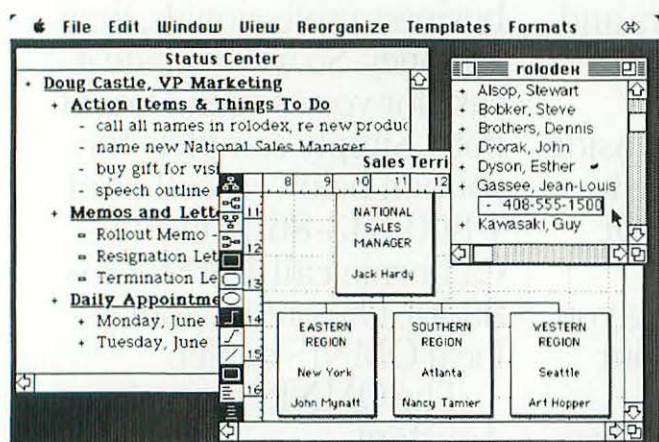 File Edit Window View Reorganize Templates Formats
Status Center
+ Doug Castle, VP Marketing
+ Action Items & Things To Do
- call all names in rolodex, re new produc
- name new National Sales Manager
- buy gift for visi
- speech outline
+ Memos and Lette
Rollout Memo -
Resignation Let
Termination Le
+ Daily Appointme
+ Monday, June 1
+ Tuesday, June
Sales Terri
8 9 10 11 12
11
12
13
14
15
16
NATIONAL
SALES
MANAGER
Jack Hardy
EASTERN
REGION
New York
John Mynatt
SOUTHERN
REGION
Atlanta
Nancy Tamier
WESTERN
REGION
Seattle
Art Hopper
rolodex
+ Alsop, Stewart
+ Bobker, Steve
+ Brothers, Dennis
+ Dvorak, John
+ Dyson, Esther
+ Gassee, Jean-Louis
- 408-555-1500
+ Kawasaki, Guy